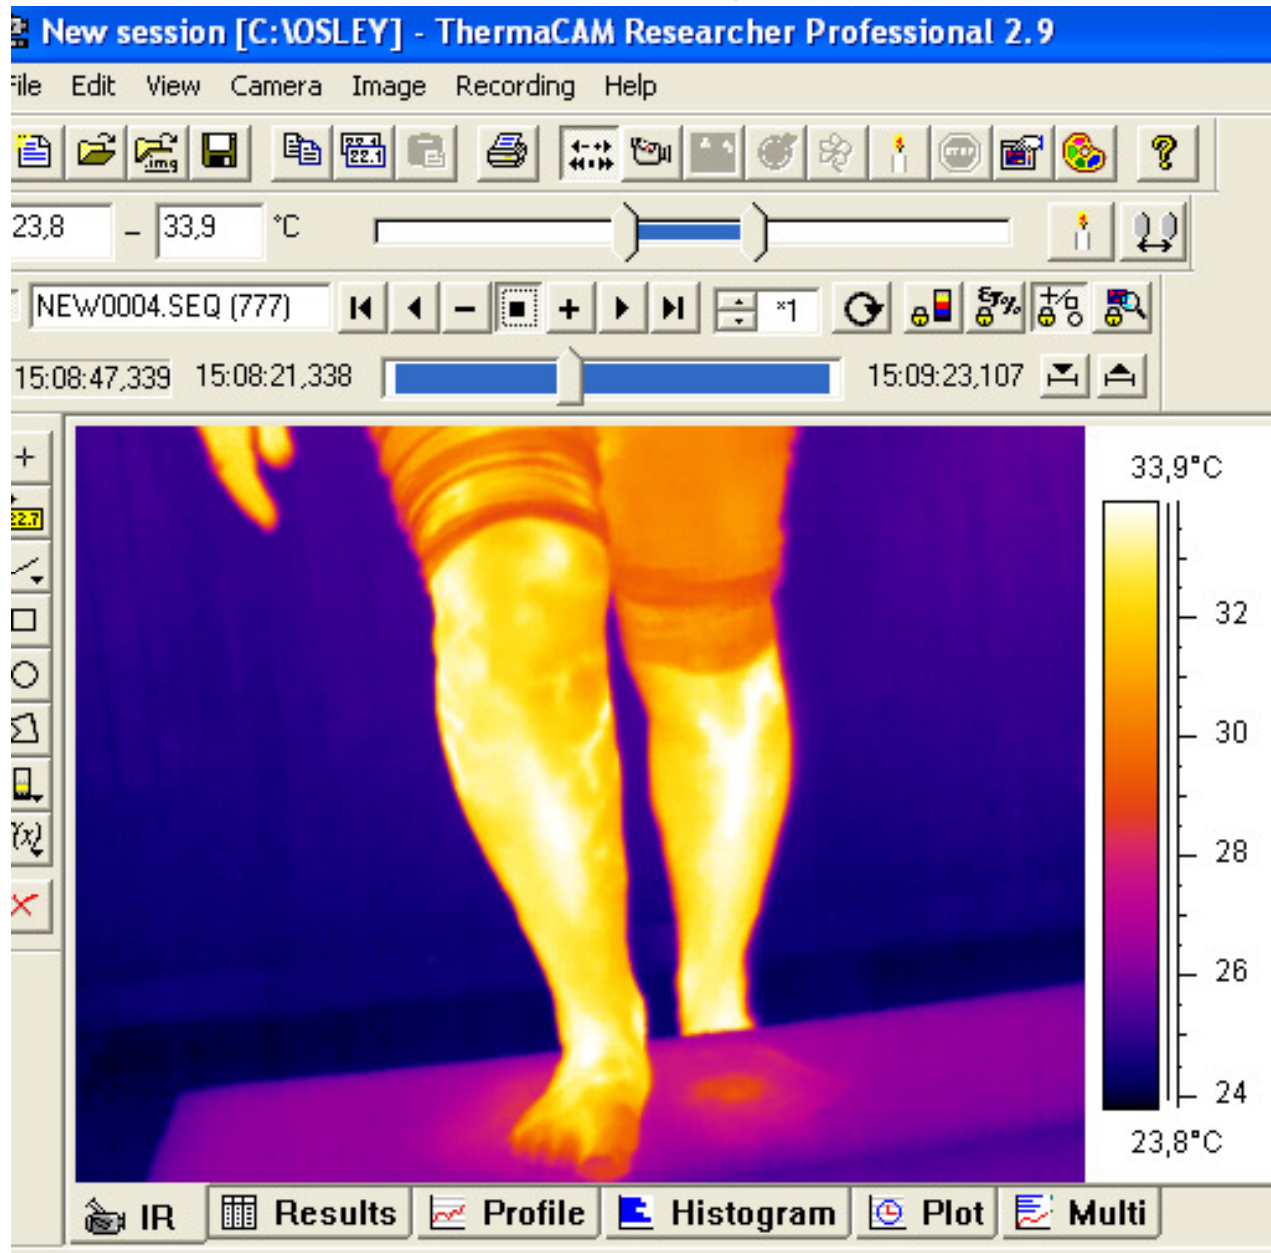 New session [C:\OSLEY] - ThermaCAM Researcher Professional 2.9
File Edit View Camera Image Recording Help
23,8 – 33,9 °C
NEW0004.SEQ (777) *1
15:08:47,339 15:08:21,338 15:09:23,107
33,9°C
32
30
28
26
24
23,8°C
IR Results Profile Histogram Plot Multi